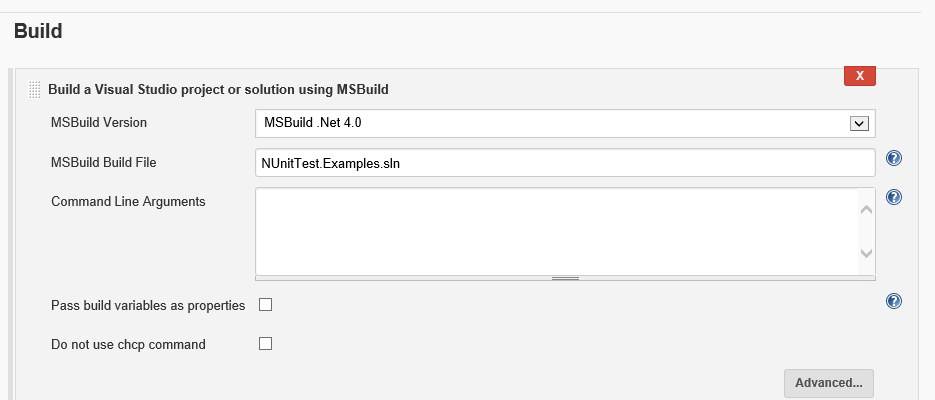 Build
X
Build a Visual Studio project or solution using MSBuild
MSBuild Version MSBuild .Net 4.0
MSBuild Build File NUnitTest.Examples.sln ?
Command Line Arguments ?
Pass build variables as properties ?
Do not use chcp command
Advanced...